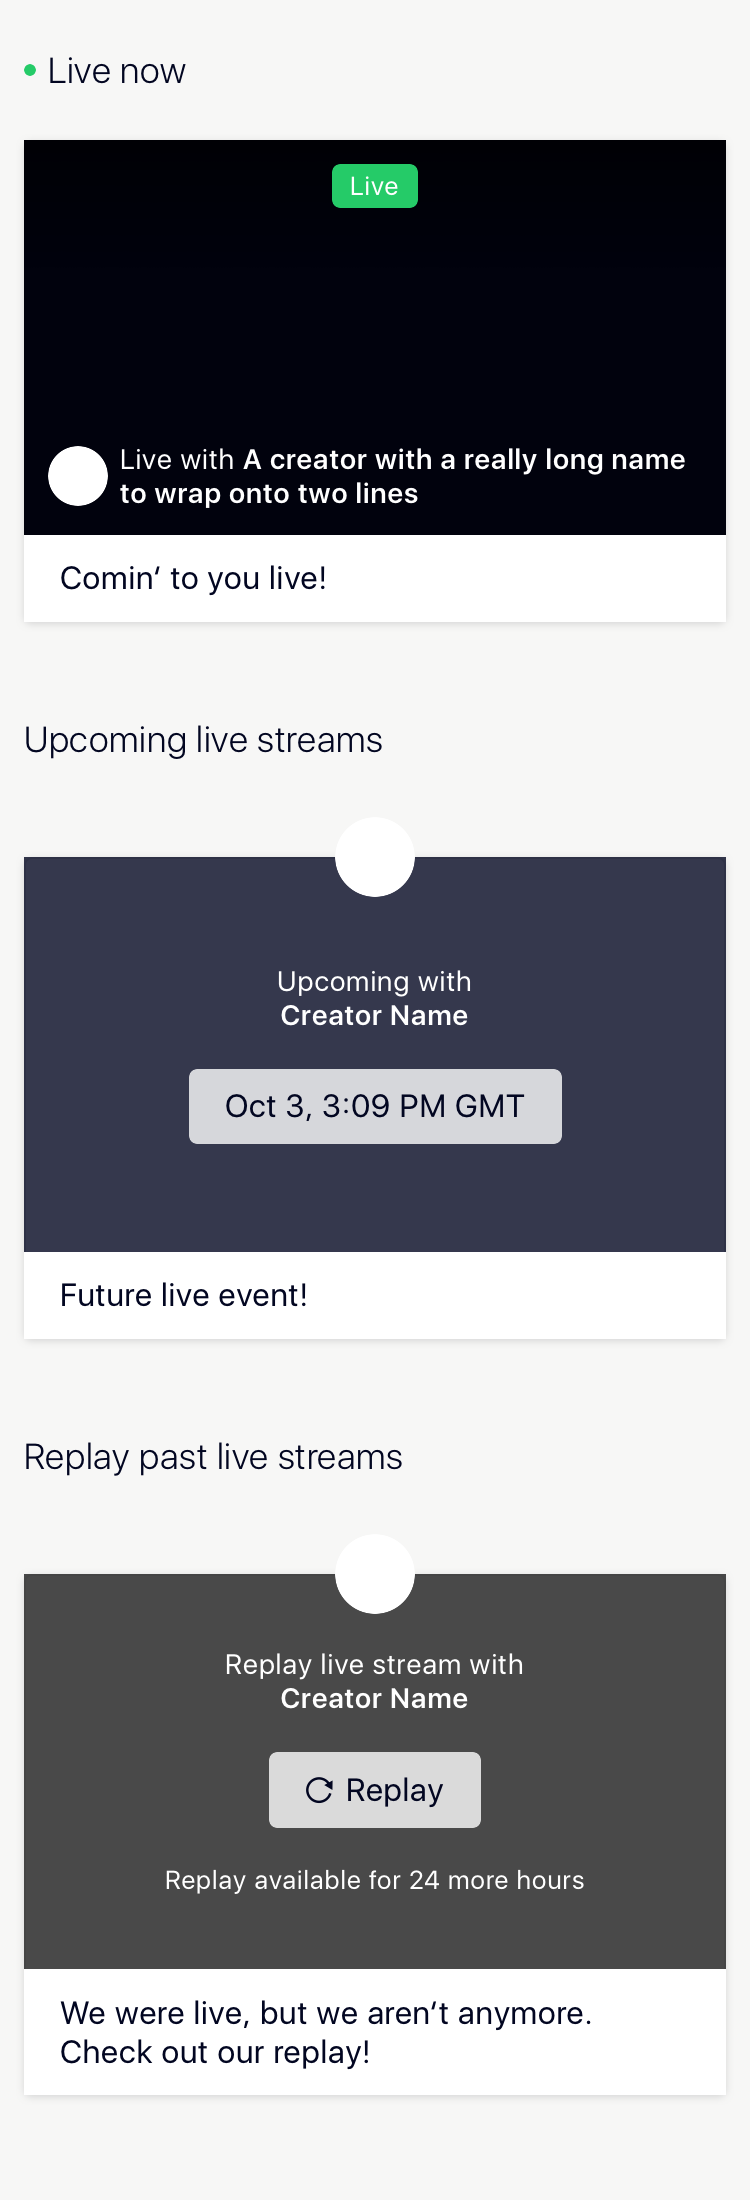 Live now
Live
Live with A creator with a really long name
to wrap onto two lines
Comin‘ to you live!
Upcoming live streams
Upcoming with
Creator Name
Oct 3, 3:09 PM GMT
Future live event!
Replay past live streams
Replay live stream with
Creator Name
Replay
Replay available for 24 more hours
We were live, but we aren‘t anymore.
Check out our replay!